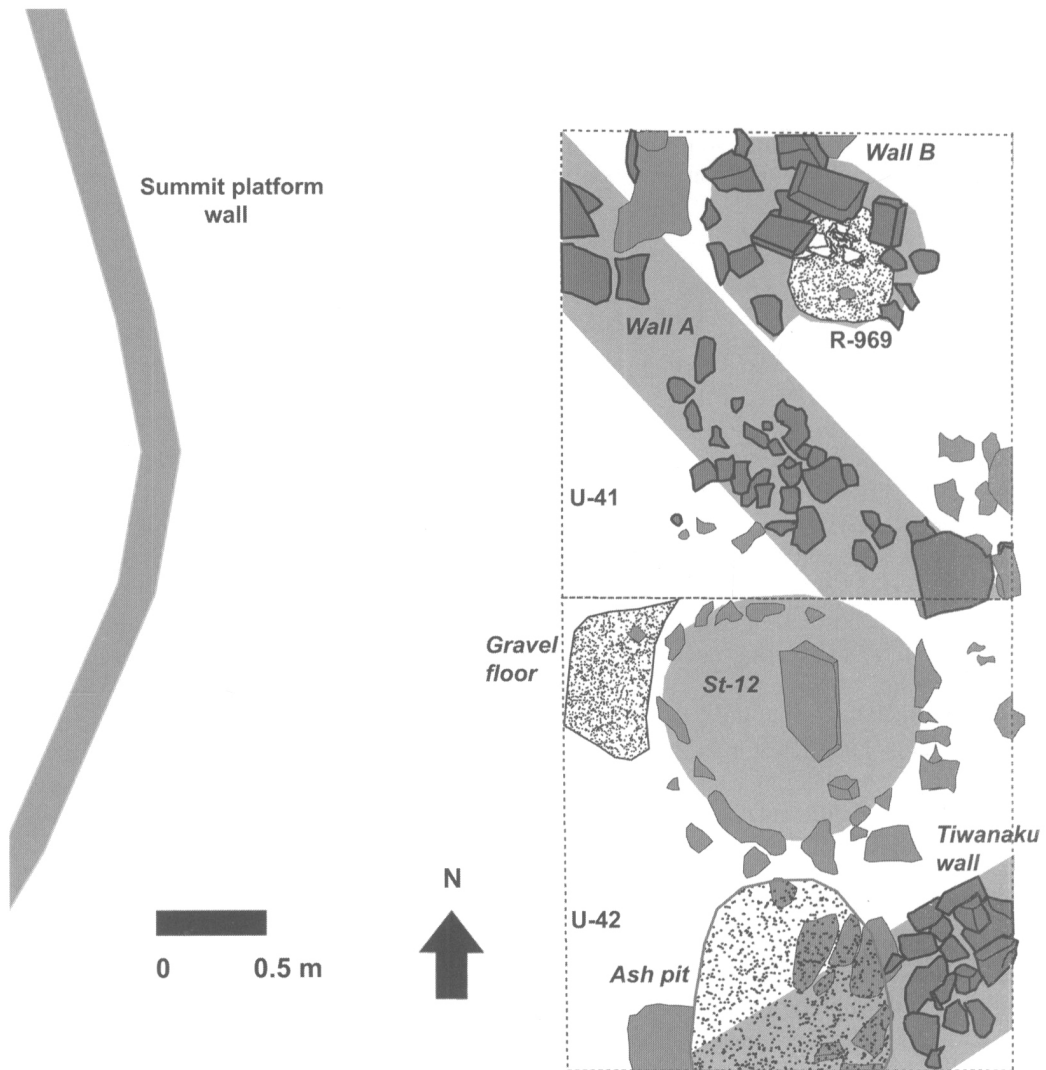 Summit platform
wall
Wall B
Wall A
R-969
U-41
Gravel
floor
St-12
Tiwanaku
wall
N
U-42
0 0.5 m
Ash pit